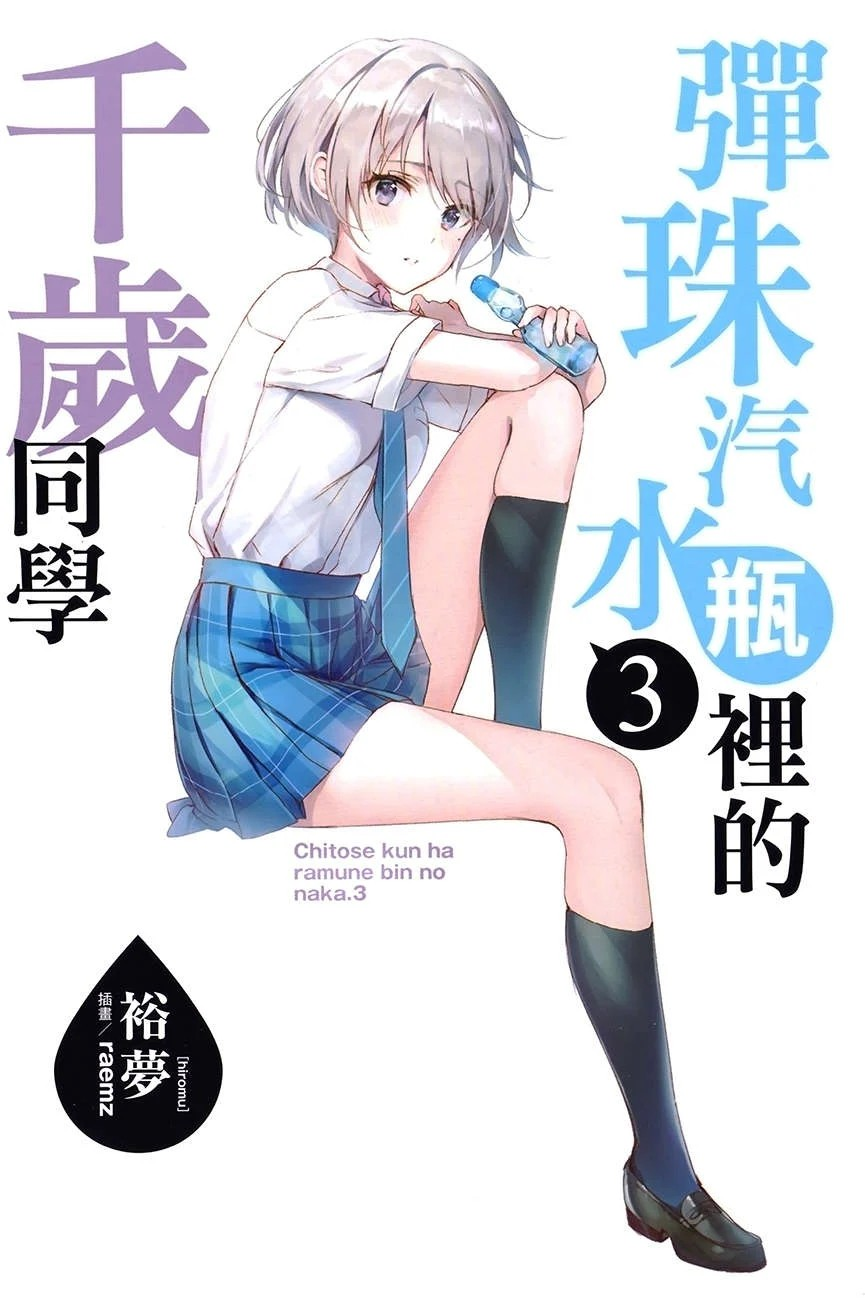 彈珠汽水瓶裡的
3
千歲同學
Chitose kun ha
ramune bin no
naka.3
裕夢
[hiromu]
插畫／raemz